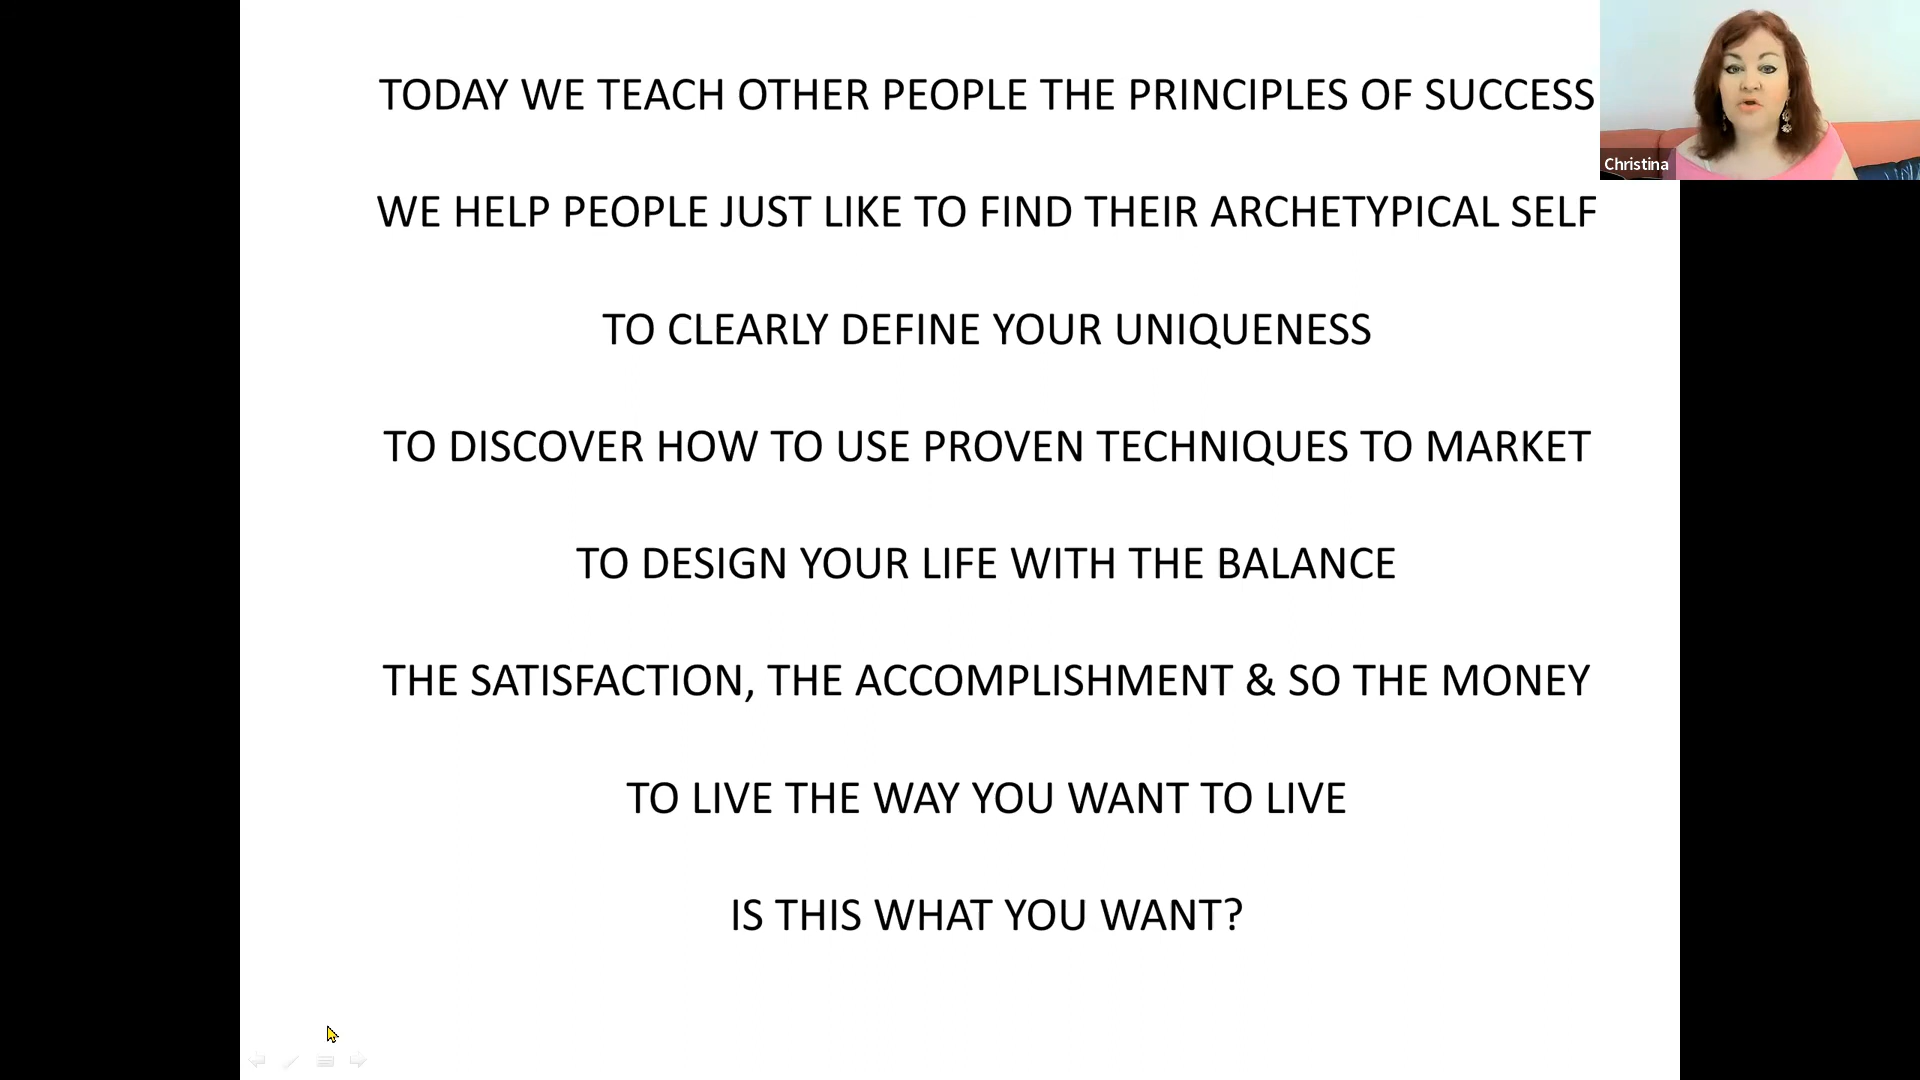 TODAY WE TEACH OTHER PEOPLE THE PRINCIPLES OF SUCCESS
WE HELP PEOPLE JUST LIKE TO FIND THEIR ARCHETYPICAL SELF
TO CLEARLY DEFINE YOUR UNIQUENESS
TO DISCOVER HOW TO USE PROVEN TECHNIQUES TO MARKET
TO DESIGN YOUR LIFE WITH THE BALANCE
THE SATISFACTION, THE ACCOMPLISHMENT & SO THE MONEY
TO LIVE THE WAY YOU WANT TO LIVE
IS THIS WHAT YOU WANT?
Christina